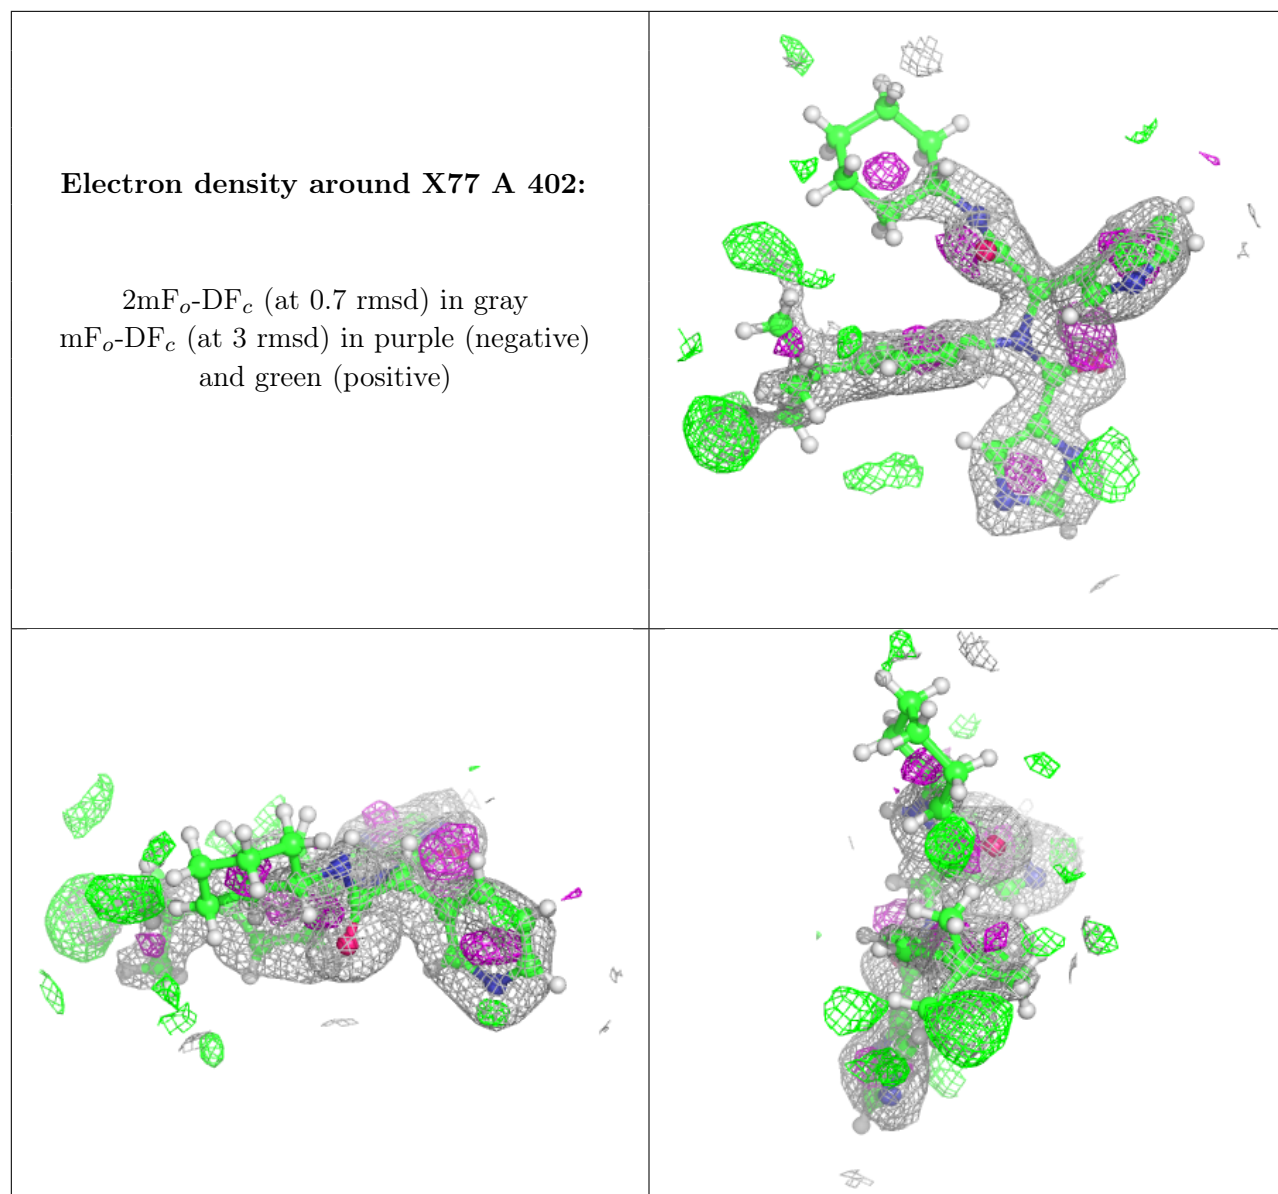 Electron density around X77 A 402:
2mFo-DFc (at 0.7 rmsd) in gray
mFo-DFc (at 3 rmsd) in purple (negative)
and green (positive)